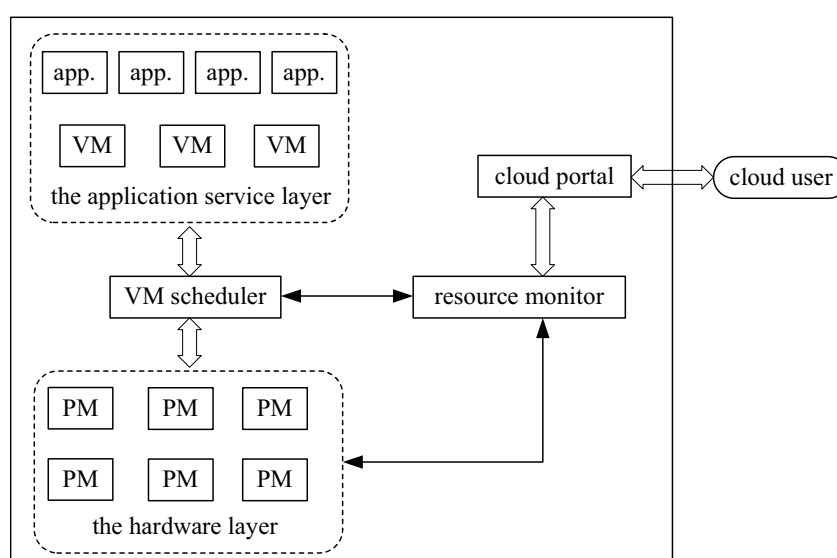 app. app. app. app.
VM VM VM
the application service layer
cloud portal
cloud user
VM scheduler
resource monitor
PM PM PM
PM PM PM
the hardware layer